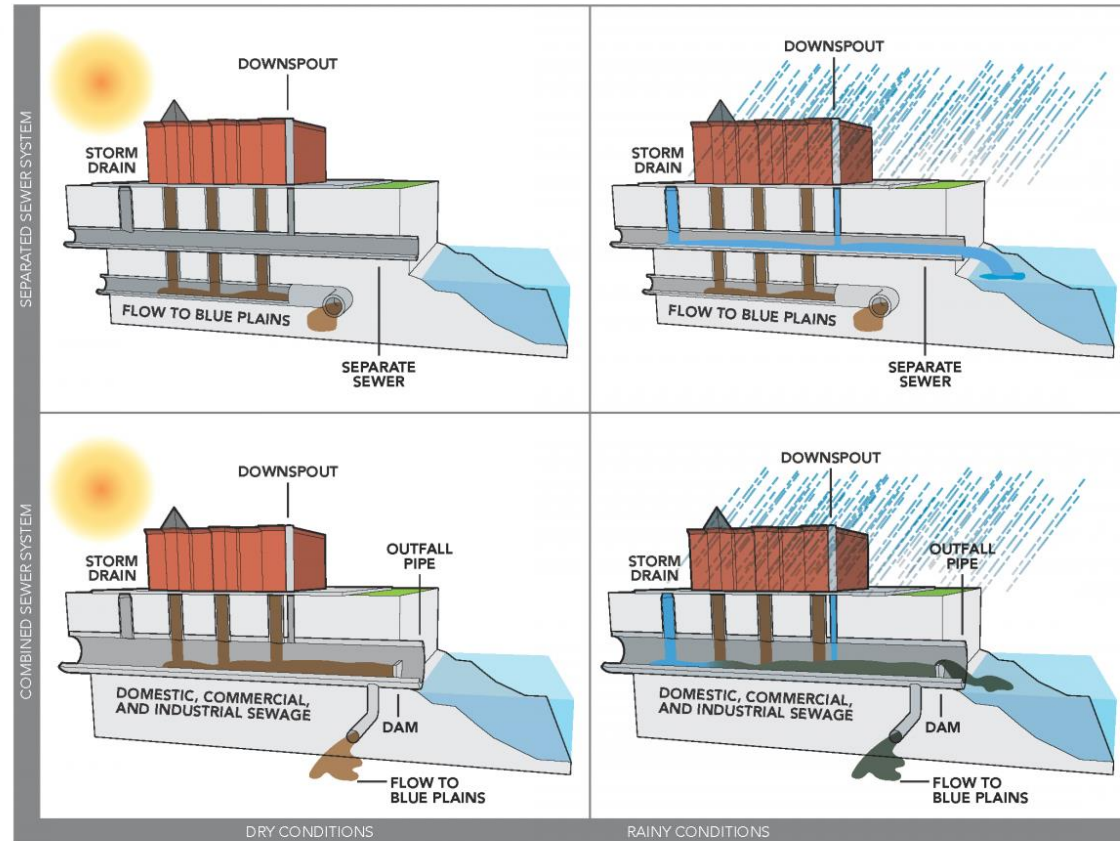 SEPARATED SEWER SYSTEM
DOWNSPOUT
STORM
DRAIN
FLOW TO BLUE PLAINS
SEPARATE
SEWER
DOWNSPOUT
STORM
DRAIN
FLOW TO BLUE PLAINS
SEPARATE
SEWER
COMBINED SEWER SYSTEM
DOWNSPOUT
STORM
DRAIN
OUTFALL
PIPE
DOMESTIC, COMMERCIAL,
AND INDUSTRIAL SEWAGE
DAM
FLOW TO
BLUE PLAINS
DOWNSPOUT
STORM
DRAIN
OUTFALL
PIPE
DOMESTIC, COMMERCIAL,
AND INDUSTRIAL SEWAGE
DAM
FLOW TO
BLUE PLAINS
DRY CONDITIONS
RAINY CONDITIONS